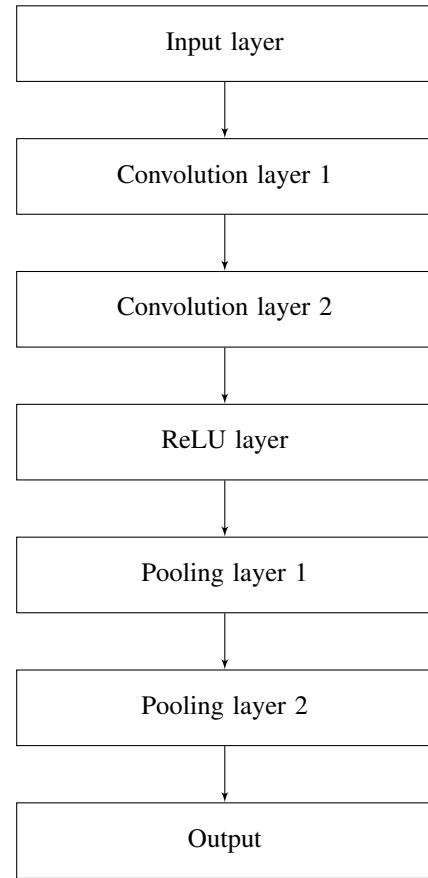 Input layer
Convolution layer 1
Convolution layer 2
ReLU layer
Pooling layer 1
Pooling layer 2
Output